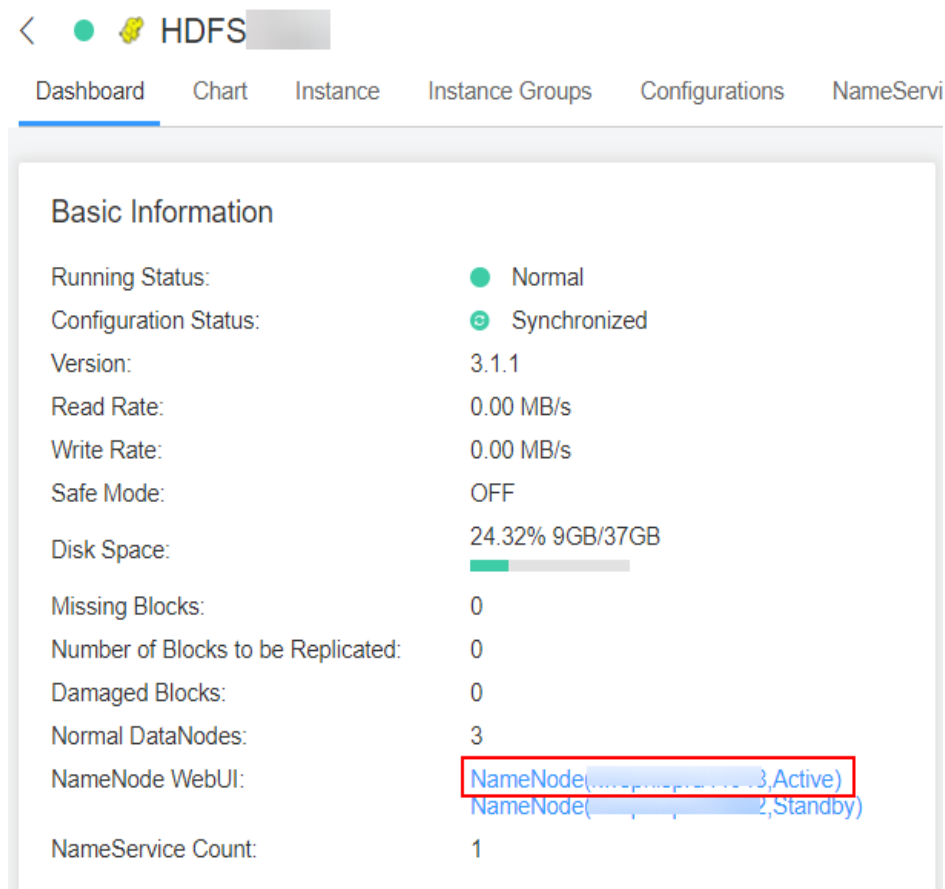 HDFS
Dashboard Chart Instance Instance Groups Configurations NameServi
Basic Information
Running Status: Normal
Configuration Status: Synchronized
Version: 3.1.1
Read Rate: 0.00 MB/s
Write Rate: 0.00 MB/s
Safe Mode: OFF
Disk Space: 24.32% 9GB/37GB
Missing Blocks: 0
Number of Blocks to be Replicated: 0
Damaged Blocks: 0
Normal DataNodes: 3
NameNode WebUI: NameNode( ,Active)
NameNode( ,Standby)
NameService Count: 1